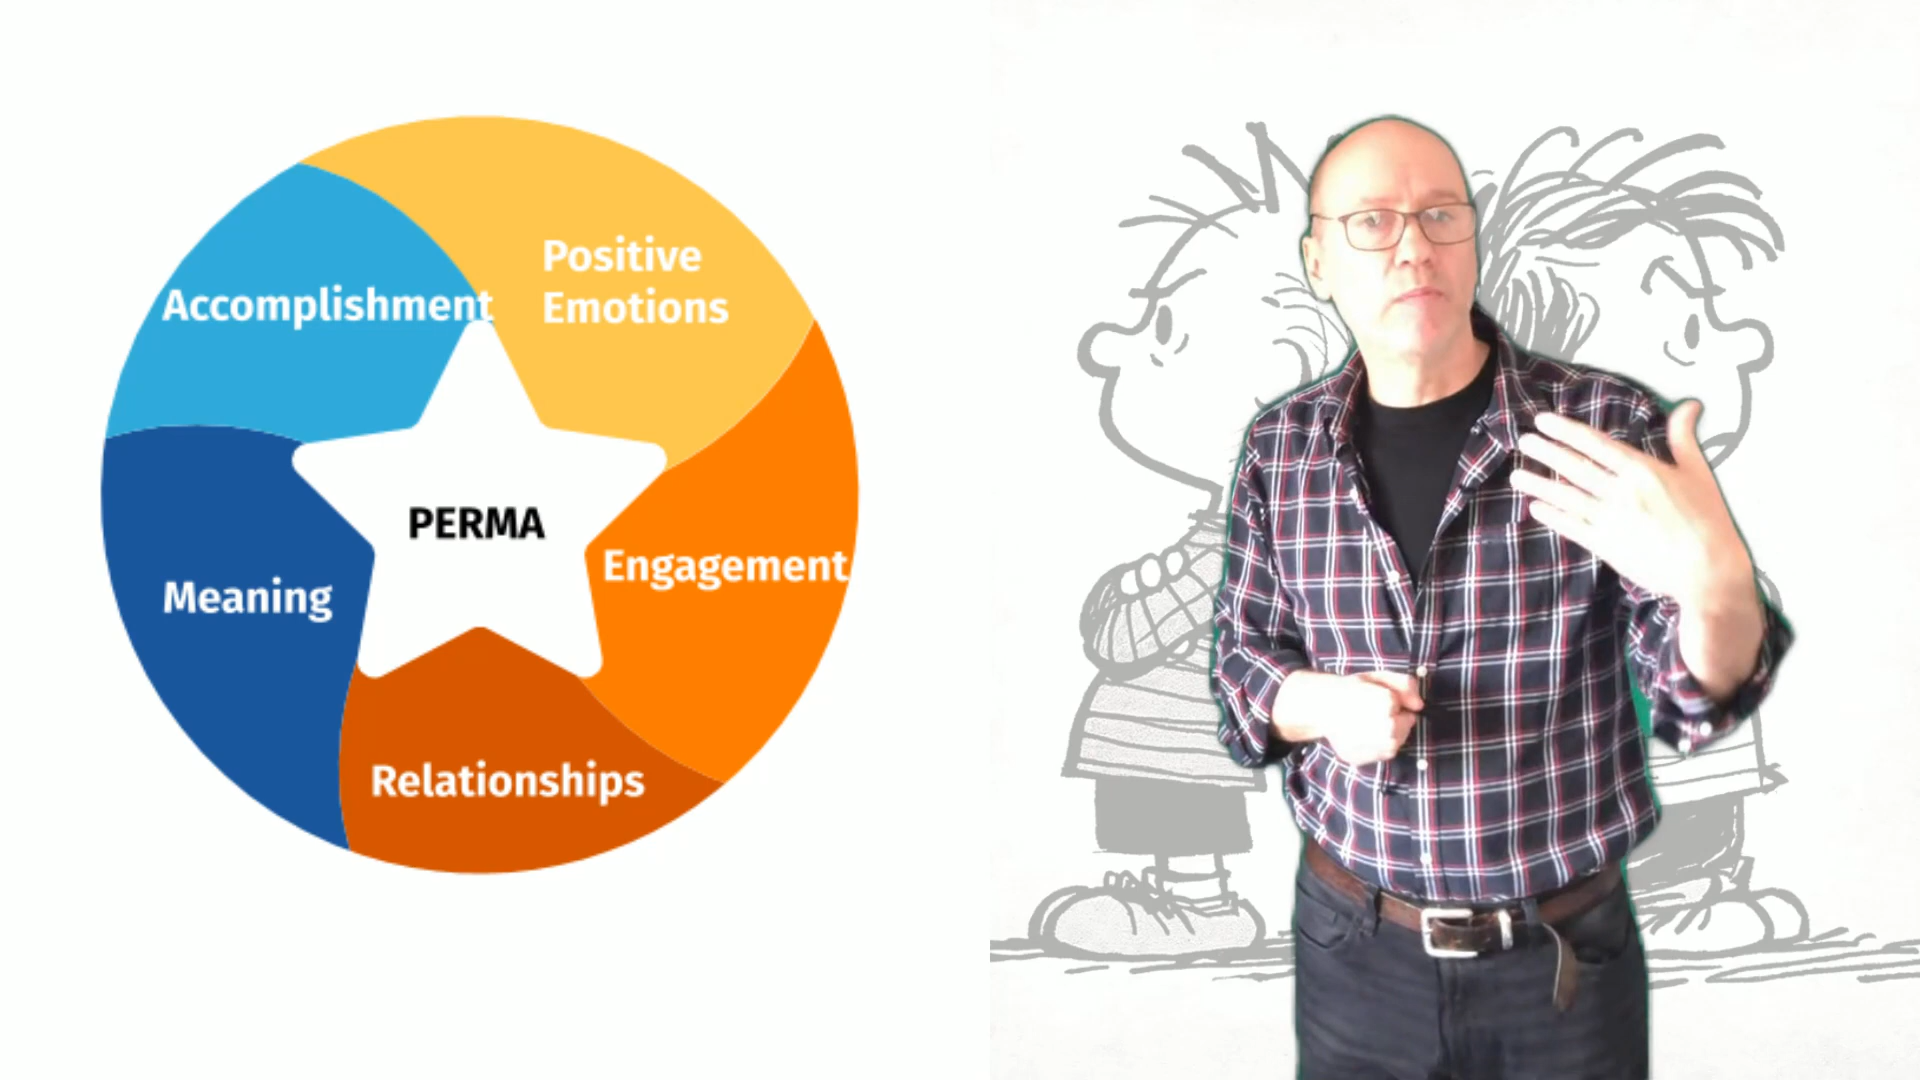 Positive
Emotions
Accomplishment
PERMA
Engagement
Meaning
Relationships